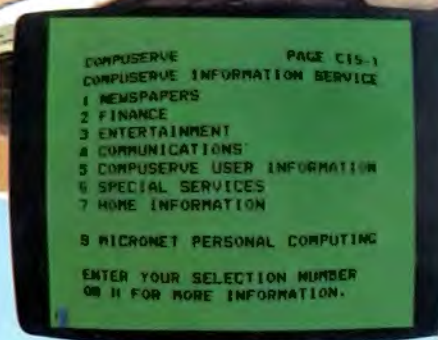 COMPUSERVE PAGE CIS-1
COMPUSERVE INFORMATION SERVICE
1 NEWSPAPERS
2 FINANCE
3 ENTERTAINMENT
4 COMMUNICATIONS
5 COMPUSERVE USER INFORMATION
6 SPECIAL SERVICES
7 HOME INFORMATION
9 MICRONET PERSONAL COMPUTING
ENTER YOUR SELECTION NUMBER
OR H FOR MORE INFORMATION.